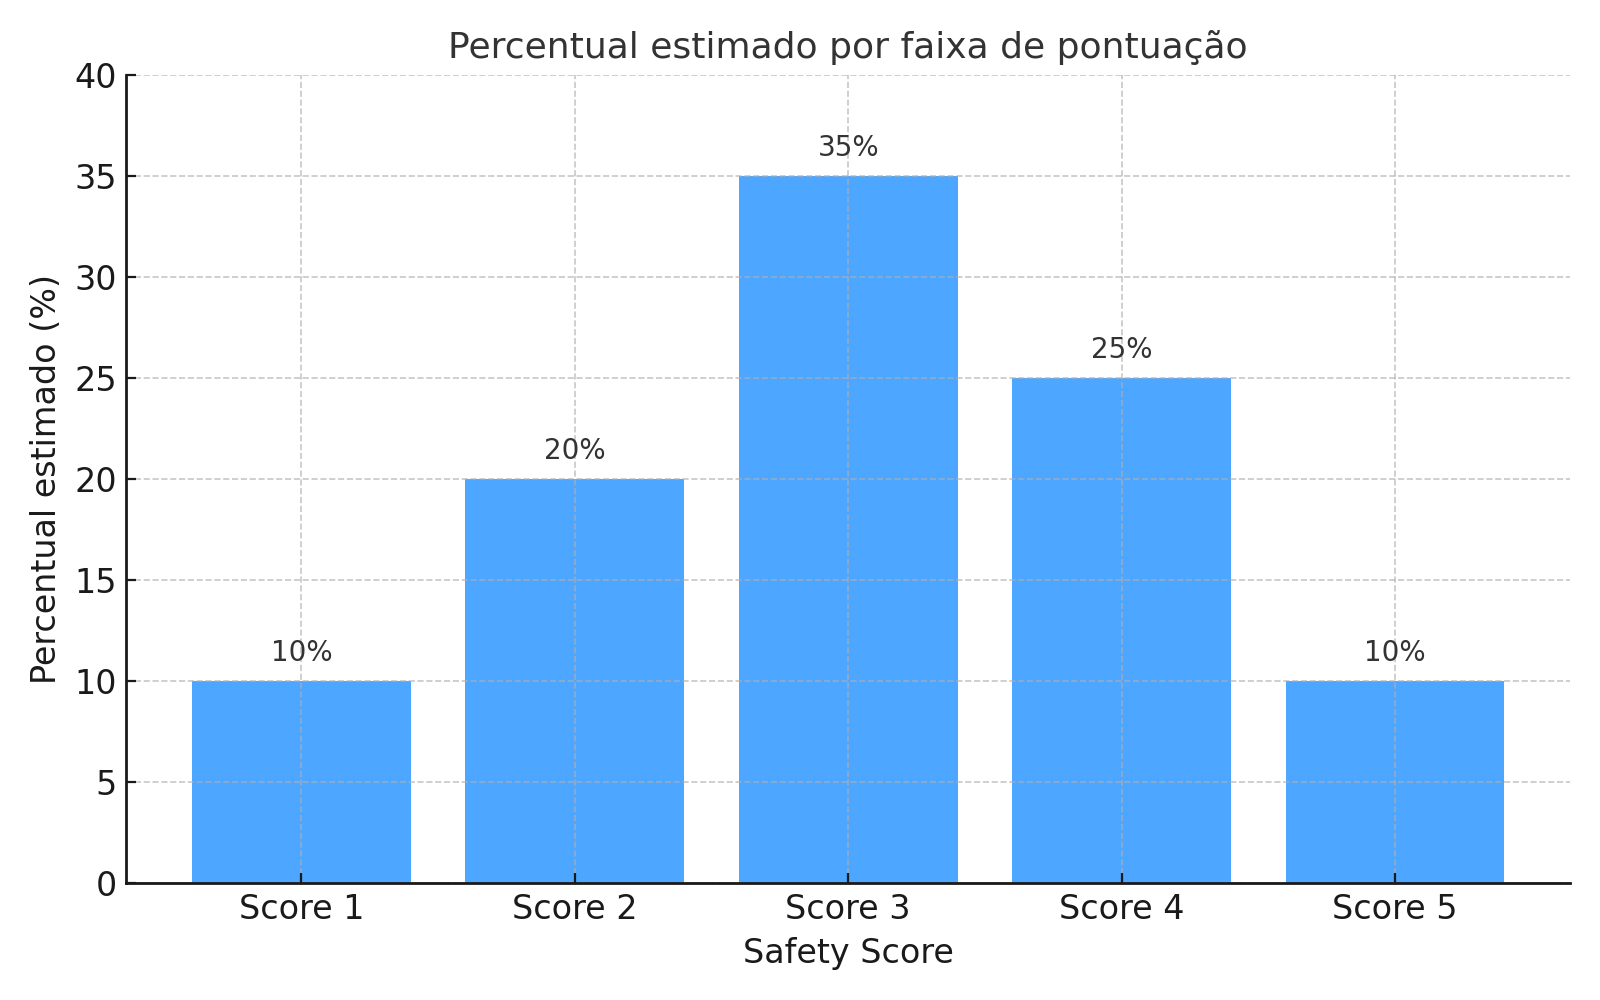 Percentual estimado por faixa de pontuação
Percentual estimado (%)
40
35
30
25
20
15
10
5
0
10%
20%
35%
25%
10%
Score 1
Score 2
Score 3
Score 4
Score 5
Safety Score